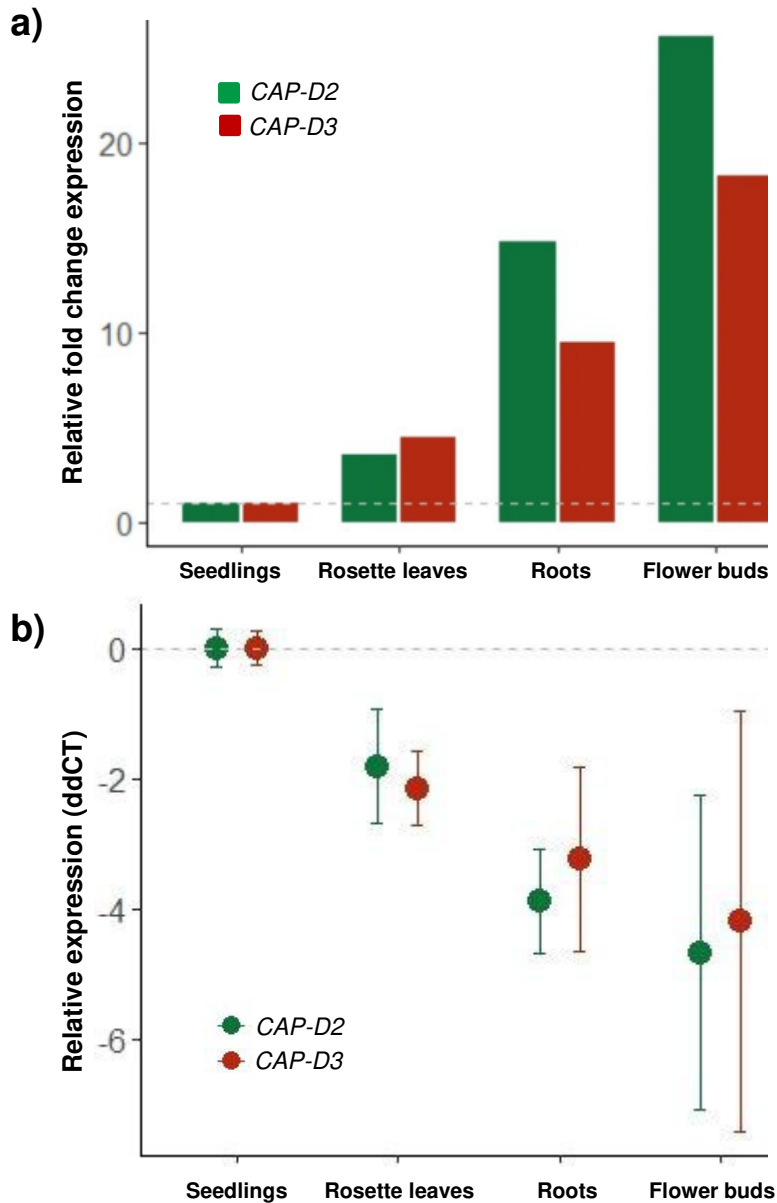 a)
Relative fold change expression
CAP-D2
CAP-D3
20
10
0
Seedlings Rosette leaves Roots Flower buds
b)
Relative expression (ddCT)
0
-2
-4
-6
CAP-D2
CAP-D3
Seedlings Rosette leaves Roots Flower buds